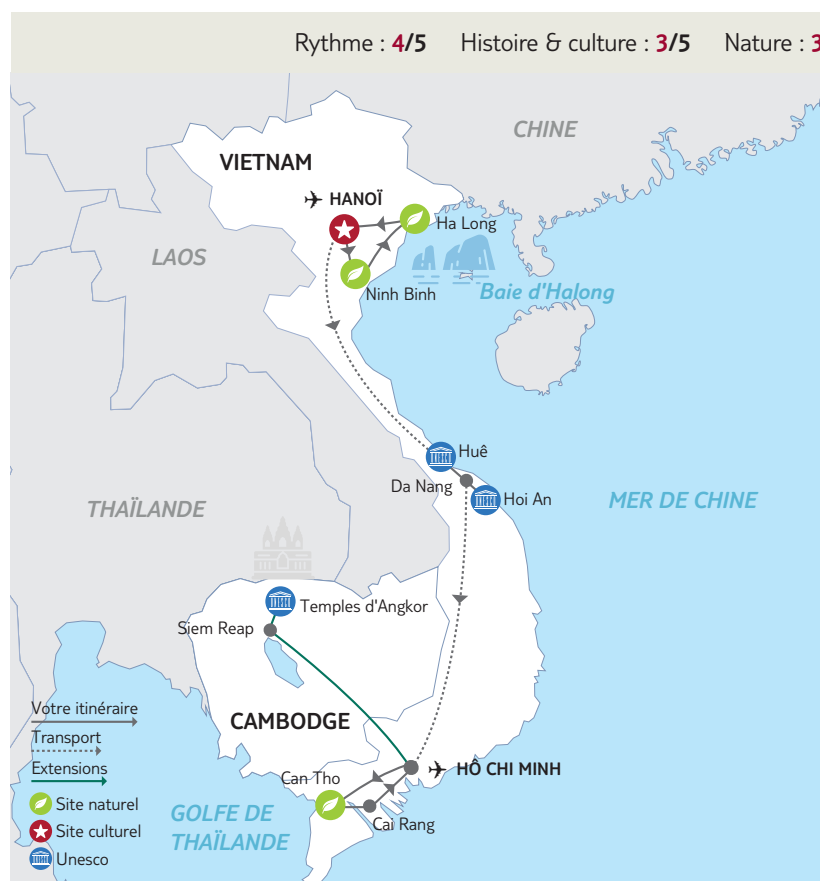 Rythme : 4/5 Histoire & culture : 3/5 Nature : 3
CHINE
VIETNAM
HANOÏ
Ha Long
LAOS
Ninh Binh
Baie d'Halong
Huê
Da Nang
Hoi An
THAÏLANDE
MER DE CHINE
Temples d'Angkor
Siem Reap
Votre itinéraire
CAMBODGE
Transport
Extensions
Can Tho
HÔ CHI MINH
Site naturel
GOLFE DE
THAÏLANDE
Cai Rang
Site culturel
Unesco